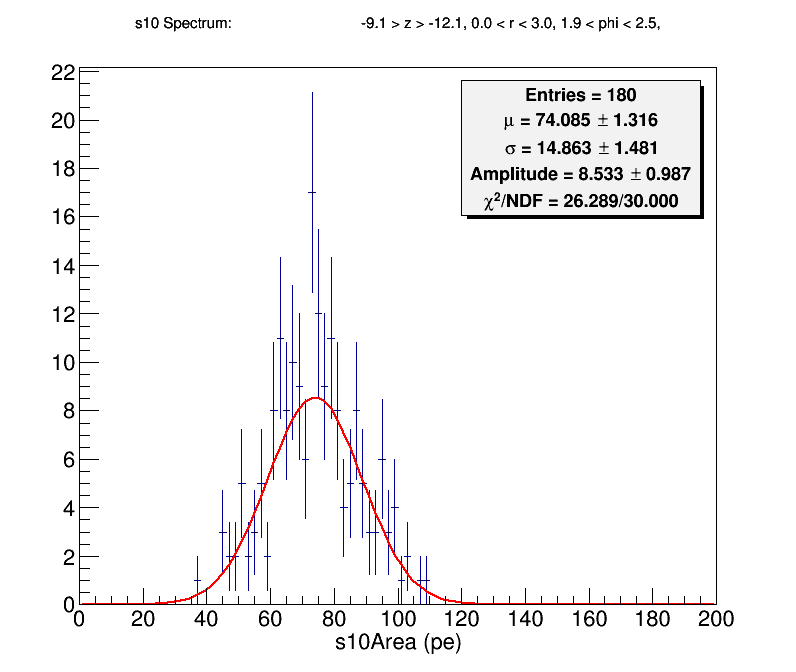 s10 Spectrum: -9.1 > z > -12.1, 0.0 < r < 3.0, 1.9 < phi < 2.5,
Entries = 180
μ = 74.085 ± 1.316
σ = 14.863 ± 1.481
Amplitude = 8.533 ± 0.987
χ²/NDF = 26.289/30.000
22
20
18
16
14
12
10
8
6
4
2
0
0 20 40 60 80 100 120 140 160 180 200
s10Area (pe)